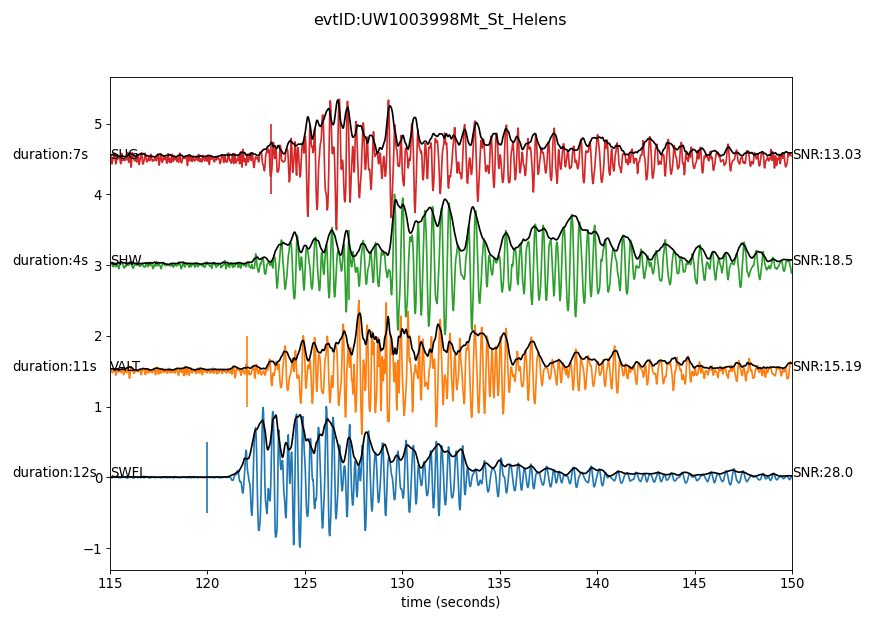 evtID:UW1003998Mt_St_Helens
5
duration:7s SUG SNR:13.03
4
duration:4s 3 SHW SNR:18.5
2
duration:11s VALT SNR:15.19
1
duration:12s 0 SWFL SNR:28.0
−1
115 120 125 130 135 140 145 150
time (seconds)